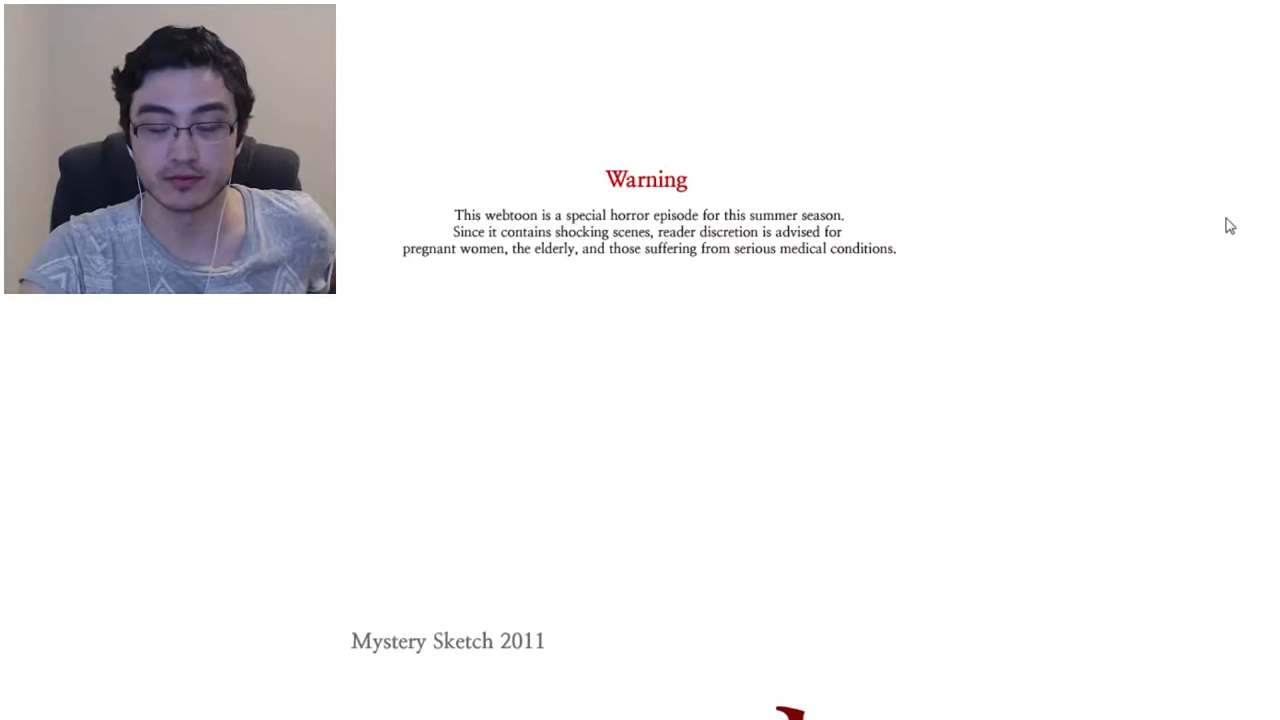 Warning
This webtoon is a special horror episode for this summer season.
Since it contains shocking scenes, reader discretion is advised for
pregnant women, the elderly, and those suffering from serious medical conditions.
Mystery Sketch 2011